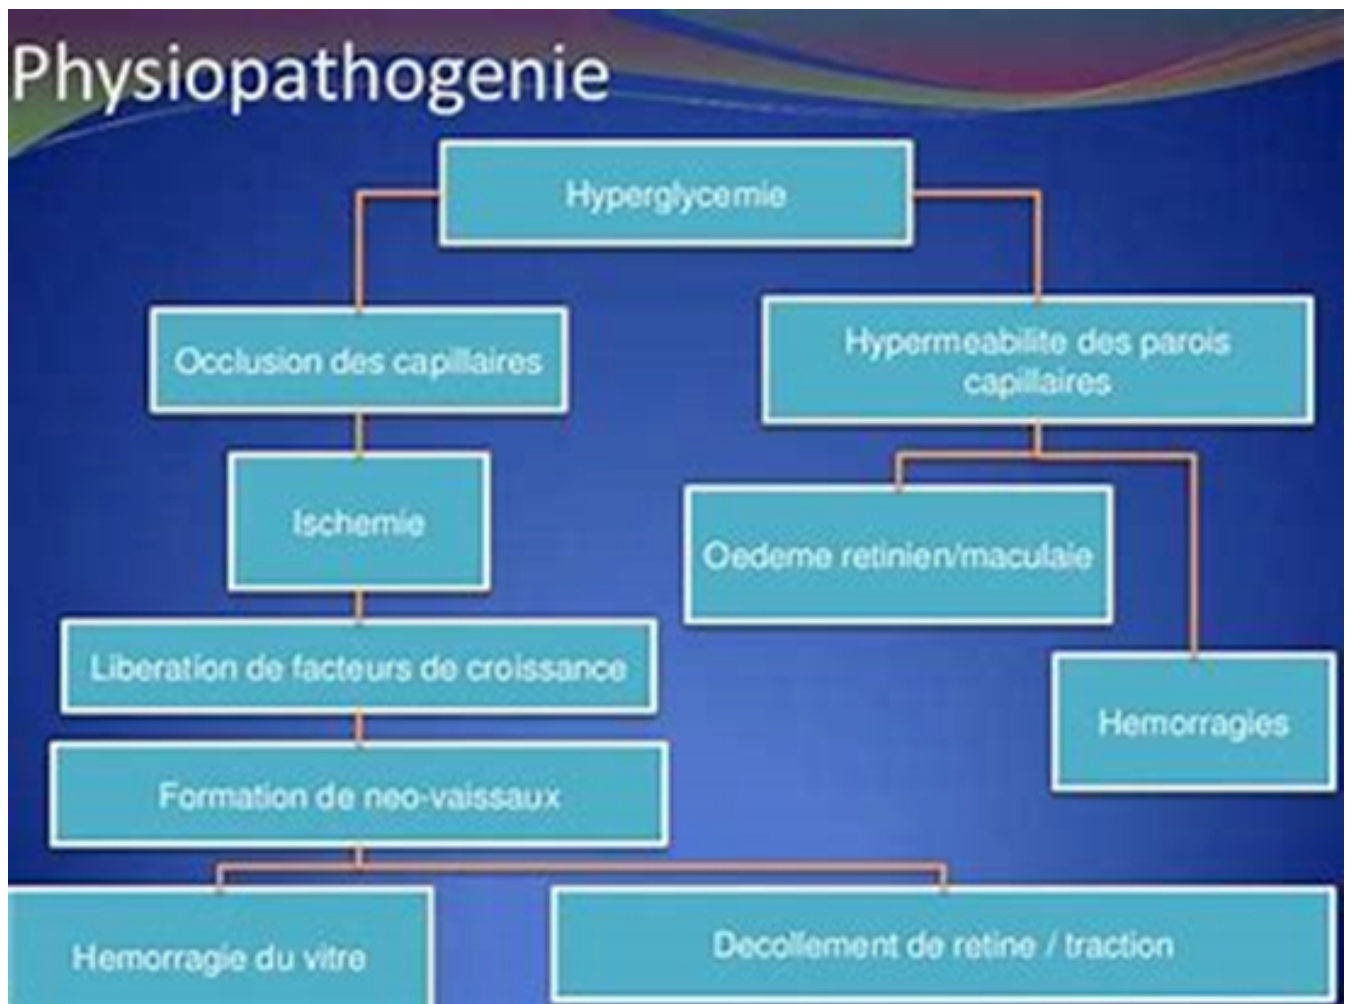 Physiopathogenie
Hyperglycemie
Occlusion des capillaires
Hypermeabilite des parois
capillaires
Ischemie
Oedeme retinien/maculaie
Liberation de facteurs de croissance
Hemorragies
Formation de neo-vaissaux
Hemorragie du vitre
Decollement de retine / traction